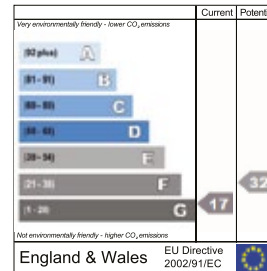 Current Potent
Very environmentally friendly - lower CO₂ emissions
(92 plus) A
(81 - 91) B
(69 - 80) C
(55 - 68) D
(39 - 54) E
(21 - 38) F
(1 - 20) G
17
32
Not environmentally friendly - higher CO₂ emissions
England & Wales
EU Directive
2002/91/EC